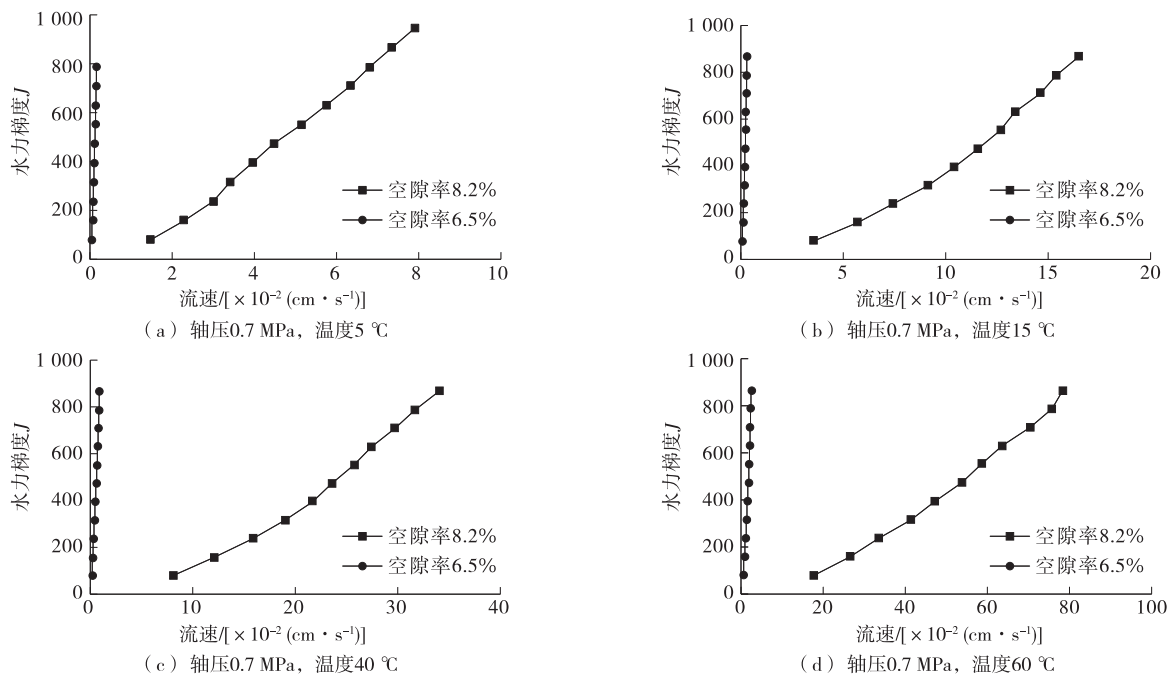 1 000
800
600
400
200
0
水力梯度J
空隙率8.2%
空隙率6.5%
0 2 4 6 8 10
流速/[×10⁻² (cm·s⁻¹)]
(a) 轴压0.7 MPa，温度5 ℃
1 000
800
600
400
200
0
水力梯度J
空隙率8.2%
空隙率6.5%
0 5 10 15 20
流速/[×10⁻² (cm·s⁻¹)]
(b) 轴压0.7 MPa，温度15 ℃
1 000
800
600
400
200
0
水力梯度J
空隙率8.2%
空隙率6.5%
0 10 20 30 40
流速/[×10⁻² (cm·s⁻¹)]
(c) 轴压0.7 MPa，温度40 ℃
1 000
800
600
400
200
0
水力梯度J
空隙率8.2%
空隙率6.5%
0 20 40 60 80 100
流速/[×10⁻² (cm·s⁻¹)]
(d) 轴压0.7 MPa，温度60 ℃